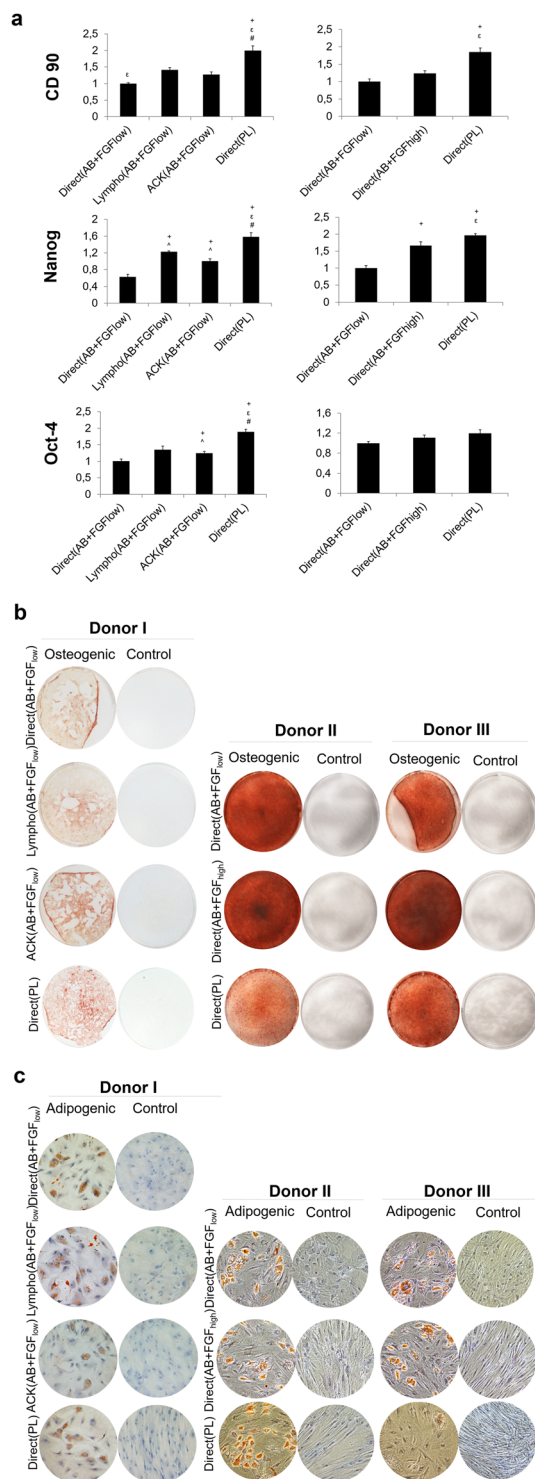 a
CD 90
2,5
2
1,5
1
0,5
0
ε
+
ε
#
Direct(AB+FGFlow)
Lympho(AB+FGFlow)
ACK(AB+FGFlow)
Direct(PL)
2,5
2
1,5
1
0,5
0
+
ε
Direct(AB+FGFlow)
Direct(AB+FGFhigh)
Direct(PL)
Nanog
2
1,6
1,2
0,8
0,4
0
+
^
+
^
+
ε
#
Direct(AB+FGFlow)
Lympho(AB+FGFlow)
ACK(AB+FGFlow)
Direct(PL)
2,5
2
1,5
1
0,5
0
+
+
ε
Direct(AB+FGFlow)
Direct(AB+FGFhigh)
Direct(PL)
Oct-4
2,5
2
1,5
1
0,5
0
+
^
+
ε
#
Direct(AB+FGFlow)
Lympho(AB+FGFlow)
ACK(AB+FGFlow)
Direct(PL)
1,6
1,2
0,8
0,4
0
Direct(AB+FGFlow)
Direct(AB+FGFhigh)
Direct(PL)
b
Donor I
Osteogenic Control
Direct(AB+FGFlow)
Lympho(AB+FGFlow)
ACK(AB+FGFlow)
Direct(PL)
Donor II Donor III
Osteogenic Control Osteogenic Control
Direct(AB+FGFlow)
Direct(AB+FGFhigh)
Direct(PL)
c
Donor I
Adipogenic Control
Direct(AB+FGFlow)
Lympho(AB+FGFlow)
ACK(AB+FGFlow)
Direct(PL)
Donor II Donor III
Adipogenic Control Adipogenic Control
Direct(AB+FGFlow)
Direct(AB+FGFhigh)
Direct(PL)